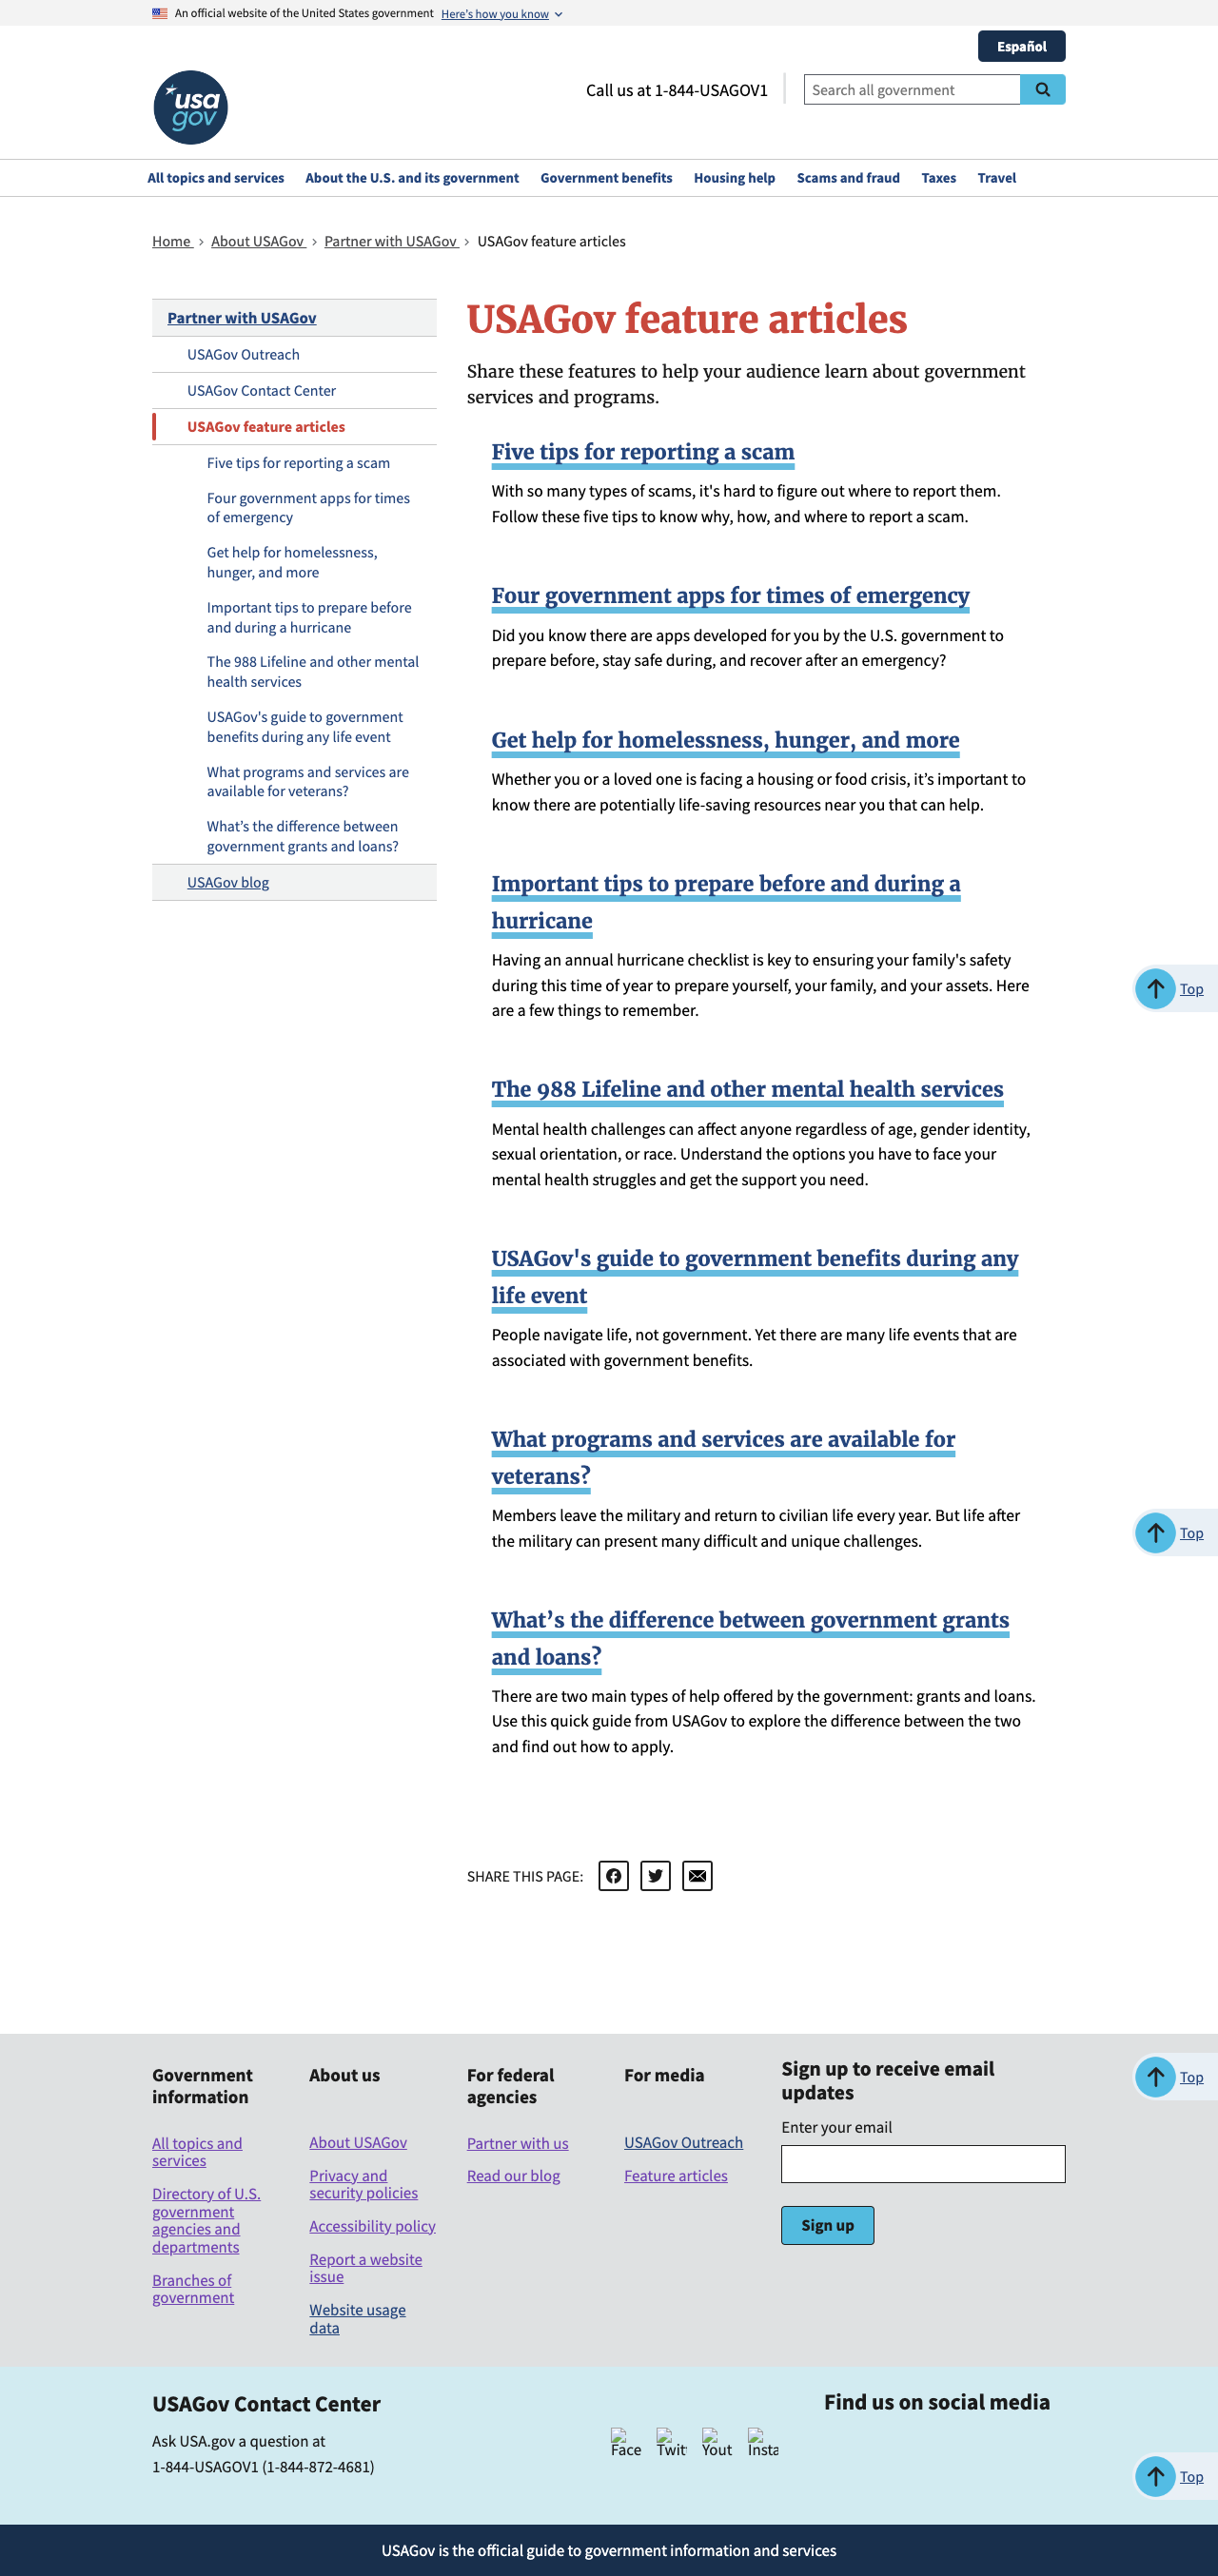 An official website of the United States government Here's how you know
Español
usa
gov
Call us at 1-844-USAGOV1
Search all government
All topics and services About the U.S. and its government Government benefits Housing help Scams and fraud Taxes Travel
Home About USAGov Partner with USAGov USAGov feature articles
Partner with USAGov
USAGov Outreach
USAGov Contact Center
USAGov feature articles
Five tips for reporting a scam
Four government apps for times
of emergency
Get help for homelessness,
hunger, and more
Important tips to prepare before
and during a hurricane
The 988 Lifeline and other mental
health services
USAGov's guide to government
benefits during any life event
What programs and services are
available for veterans?
What’s the difference between
government grants and loans?
USAGov blog
USAGov feature articles
Share these features to help your audience learn about government
services and programs.
Five tips for reporting a scam
With so many types of scams, it's hard to figure out where to report them.
Follow these five tips to know why, how, and where to report a scam.
Four government apps for times of emergency
Did you know there are apps developed for you by the U.S. government to
prepare before, stay safe during, and recover after an emergency?
Get help for homelessness, hunger, and more
Whether you or a loved one is facing a housing or food crisis, it’s important to
know there are potentially life-saving resources near you that can help.
Important tips to prepare before and during a
hurricane
Having an annual hurricane checklist is key to ensuring your family's safety
during this time of year to prepare yourself, your family, and your assets. Here
are a few things to remember.
Top
The 988 Lifeline and other mental health services
Mental health challenges can affect anyone regardless of age, gender identity,
sexual orientation, or race. Understand the options you have to face your
mental health struggles and get the support you need.
USAGov's guide to government benefits during any
life event
People navigate life, not government. Yet there are many life events that are
associated with government benefits.
What programs and services are available for
veterans?
Members leave the military and return to civilian life every year. But life after
the military can present many difficult and unique challenges.
Top
What’s the difference between government grants
and loans?
There are two main types of help offered by the government: grants and loans.
Use this quick guide from USAGov to explore the difference between the two
and find out how to apply.
SHARE THIS PAGE:
Government
information
All topics and
services
Directory of U.S.
government
agencies and
departments
Branches of
government
About us
About USAGov
Privacy and
security policies
Accessibility policy
Report a website
issue
Website usage
data
For federal
agencies
Partner with us
Read our blog
For media
USAGov Outreach
Feature articles
Sign up to receive email
updates
Enter your email
Sign up
Top
USAGov Contact Center
Ask USA.gov a question at
1-844-USAGOV1 (1-844-872-4681)
Find us on social media
Face Twitt Yout Insta
Top
USAGov is the official guide to government information and services